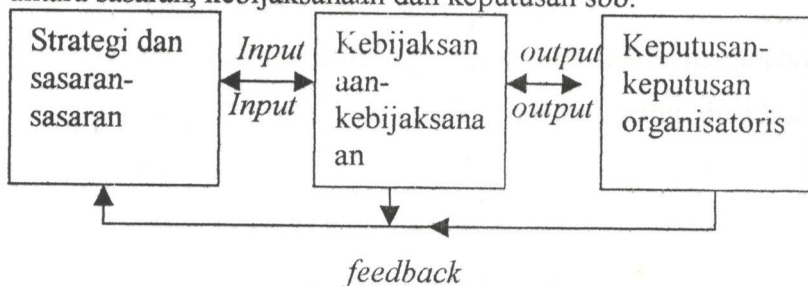 antara sasaran, kebijaksanaan dan keputusan sbb:
Strategi dan
sasaran-
sasaran
Input
Input
Kebijaksan
aan-
kebijaksana
an
output
output
Keputusan-
keputusan
organisatoris
feedback